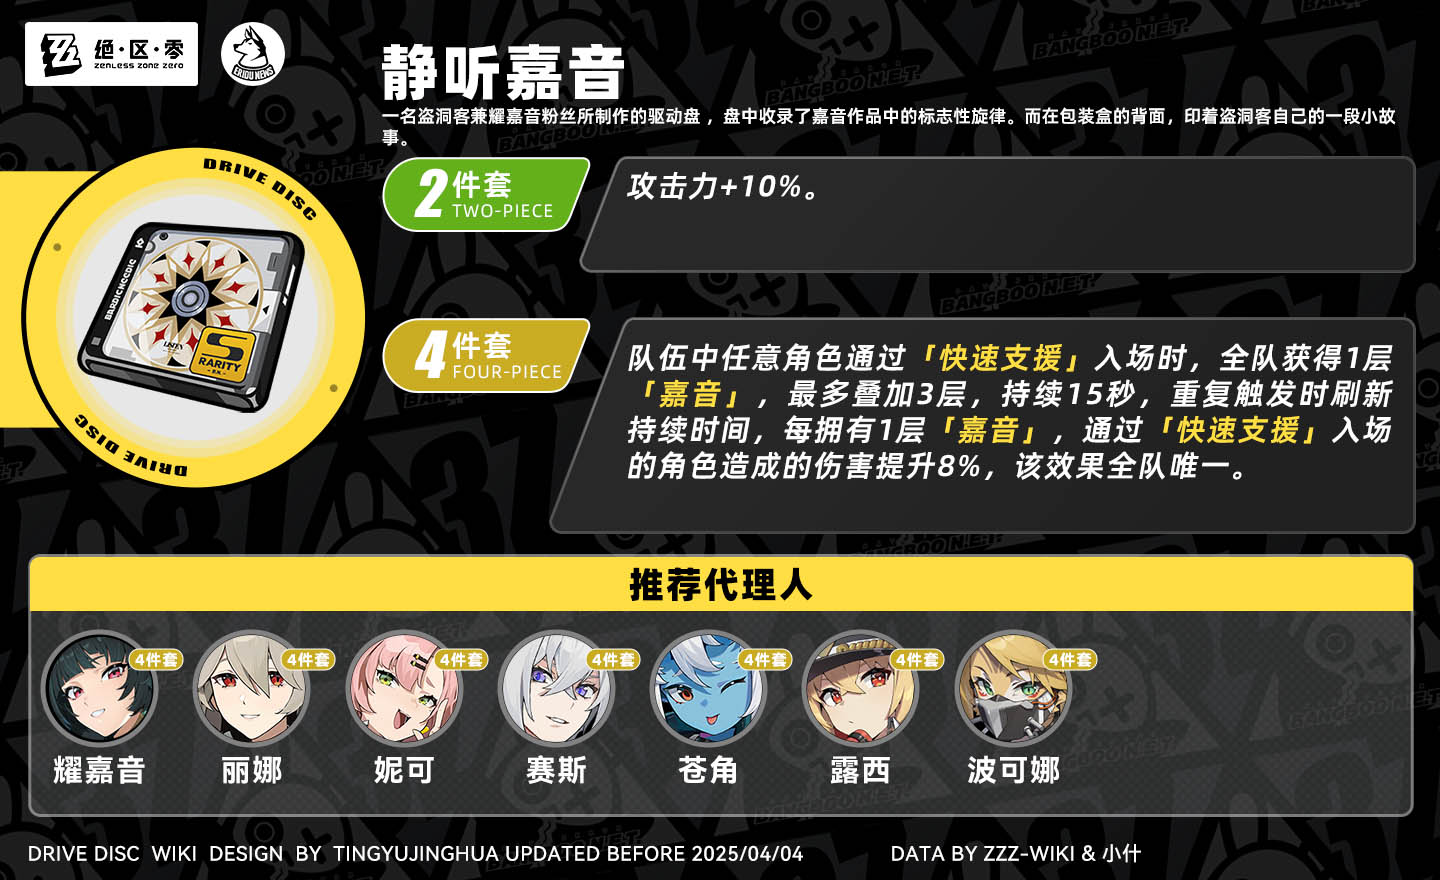 绝·区·零
ZENLESS ZONE ZERO
ERIDU NEWS
静听嘉音
一名盗洞客兼耀嘉音粉丝所制作的驱动盘，盘中收录了嘉音作品中的标志性旋律。而在包装盒的背面，印着盗洞客自己的一段小故
事。
DRIVE DISC
BARDICNEEDLE
S
RARITY
DRIVE DISC
2件套
TWO-PIECE
攻击力+10%。
4件套
FOUR-PIECE
队伍中任意角色通过「快速支援」入场时，全队获得1层
「嘉音」，最多叠加3层，持续15秒，重复触发时刷新
持续时间，每拥有1层「嘉音」，通过「快速支援」入场
的角色造成的伤害提升8%，该效果全队唯一。
推荐代理人
4件套 4件套 4件套 4件套 4件套 4件套 4件套
耀嘉音 丽娜 妮可 赛斯 苍角 露西 波可娜
DRIVE DISC WIKI DESIGN BY TINGYUJINGHUA UPDATED BEFORE 2025/04/04 DATA BY ZZZ-WIKI & 小什